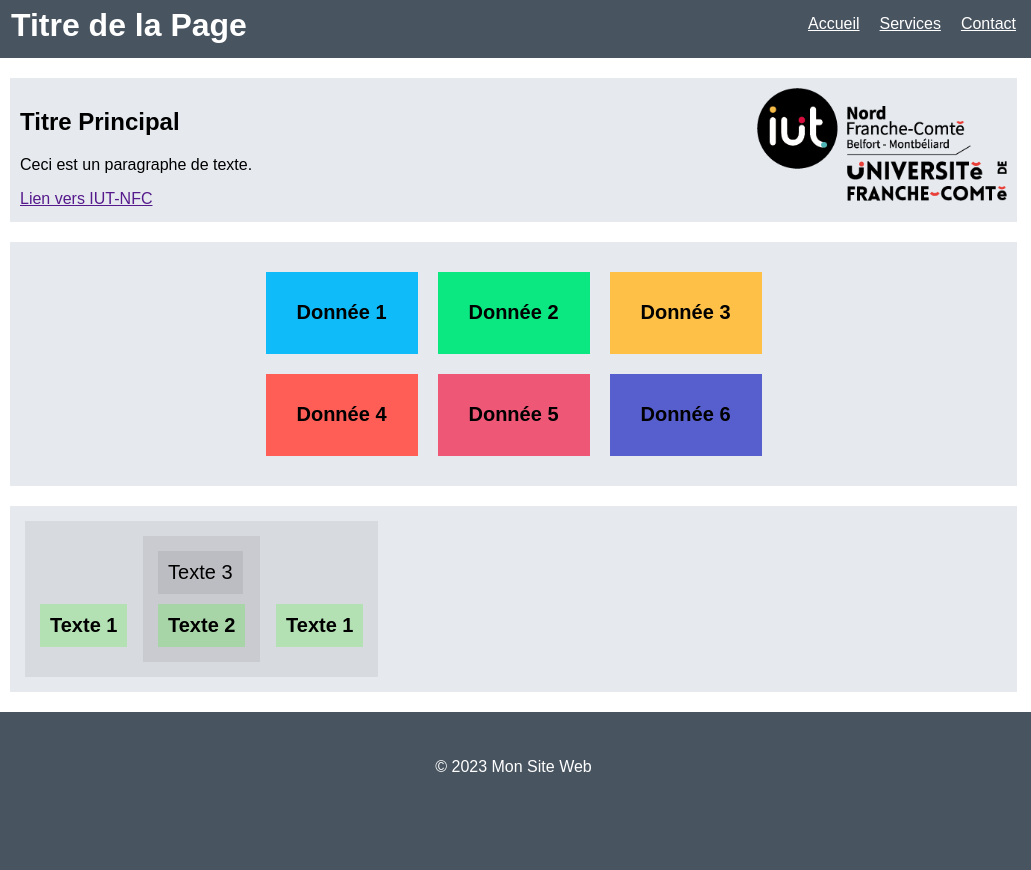 Titre de la Page
Accueil Services Contact
Titre Principal
Ceci est un paragraphe de texte.
Lien vers IUT-NFC
iut
Nord
Franche-Comté
Belfort - Montbéliard
UNIVERSITé DE
FRANCHE-COMTé
Donnée 1 Donnée 2 Donnée 3
Donnée 4 Donnée 5 Donnée 6
Texte 3
Texte 1 Texte 2 Texte 1
© 2023 Mon Site Web